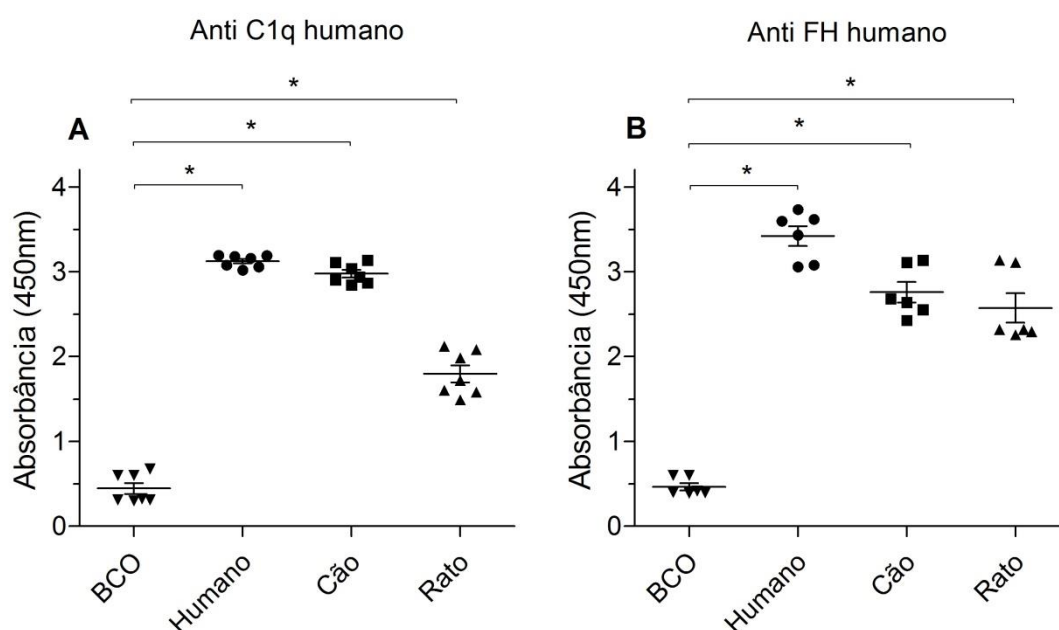 Anti C1q humano
A
*
*
*
Absorbância (450nm)
4
3
2
1
0
BCO
Humano
Cão
Rato
Anti FH humano
B
*
*
*
Absorbância (450nm)
4
3
2
1
0
BCO
Humano
Cão
Rato